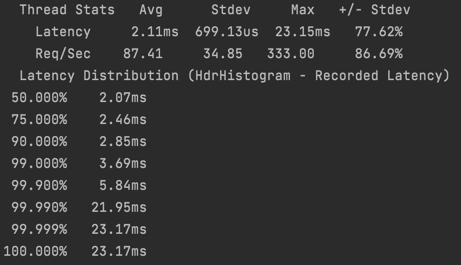 Thread Stats Avg Stdev Max +/- Stdev
Latency 2.11ms 699.13us 23.15ms 77.62%
Req/Sec 87.41 34.85 333.00 86.69%
Latency Distribution (HdrHistogram - Recorded Latency)
50.000% 2.07ms
75.000% 2.46ms
90.000% 2.85ms
99.000% 3.69ms
99.900% 5.84ms
99.990% 21.95ms
99.999% 23.17ms
100.000% 23.17ms